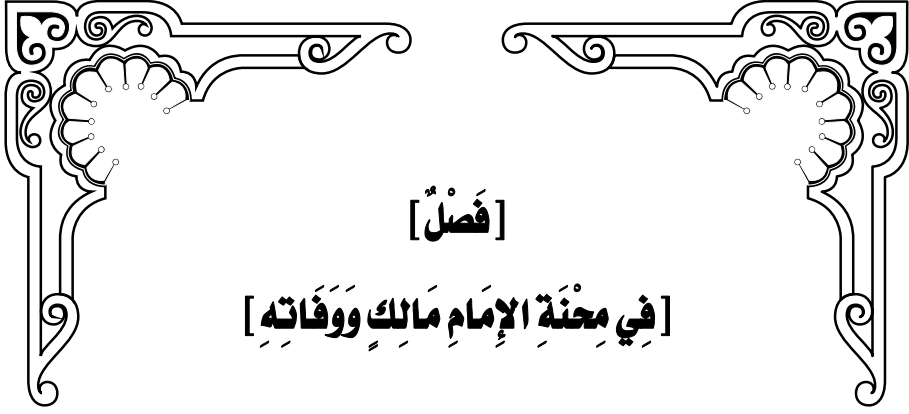 [فَصْلٌ]
[فِي مِحْنَةِ الإِمَامِ مَالِكٍ وَوَفَاتِهِ]